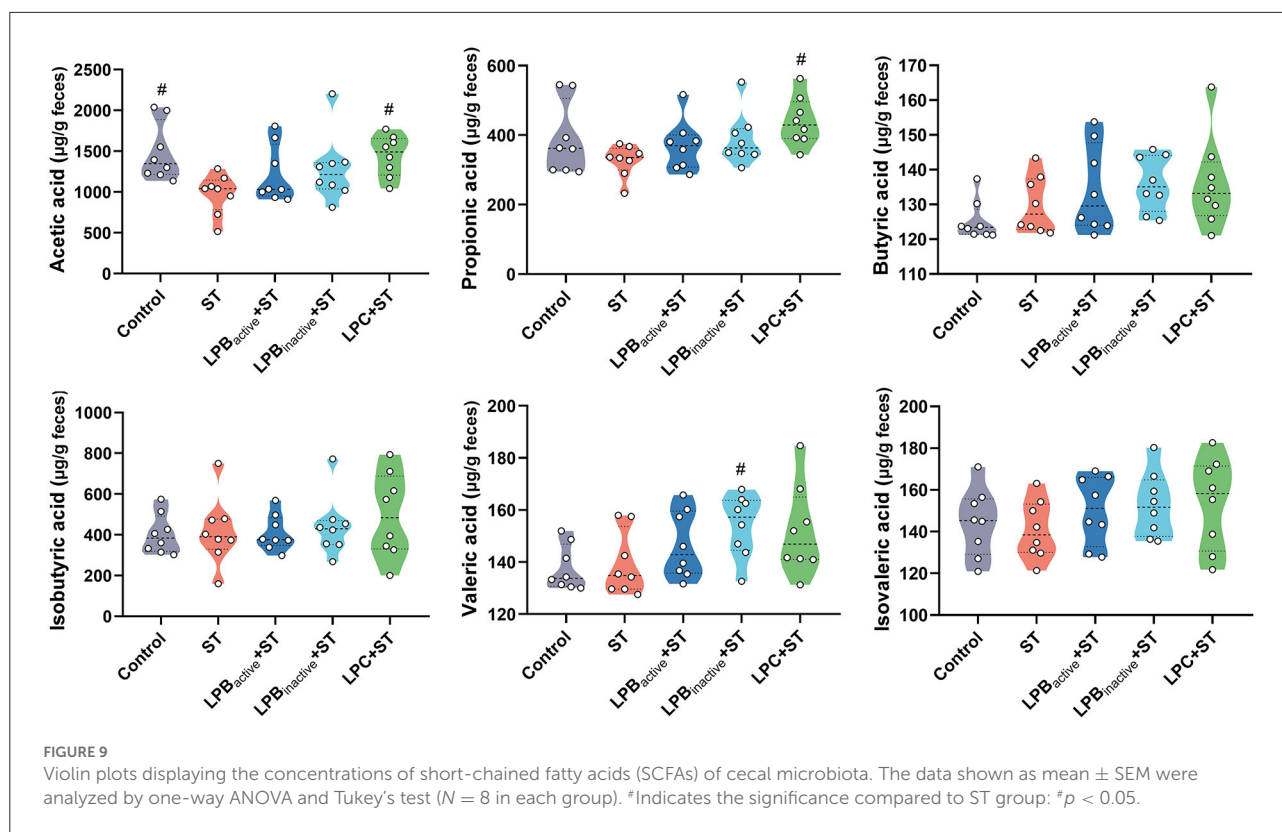 #
#
Acetic acid (µg/g feces)
2500
2000
1500
1000
500
0
Control
ST
LPBactive+ST
LPBinactive+ST
LPC+ST
#
Propionic acid (µg/g feces)
600
400
200
0
Control
ST
LPBactive+ST
LPBinactive+ST
LPC+ST
Butyric acid (µg/g feces)
170
160
150
140
130
120
110
Control
ST
LPBactive+ST
LPBinactive+ST
LPC+ST
Isobutyric acid (µg/g feces)
1000
800
600
400
200
0
Control
ST
LPBactive+ST
LPBinactive+ST
LPC+ST
#
Valeric acid (µg/g feces)
200
180
160
140
120
Control
ST
LPBactive+ST
LPBinactive+ST
LPC+ST
Isovaleric acid (µg/g feces)
200
180
160
140
120
100
Control
ST
LPBactive+ST
LPBinactive+ST
LPC+ST
FIGURE 9
Violin plots displaying the concentrations of short-chained fatty acids (SCFAs) of cecal microbiota. The data shown as mean ± SEM were
analyzed by one-way ANOVA and Tukey's test (N = 8 in each group). #Indicates the significance compared to ST group: #p < 0.05.